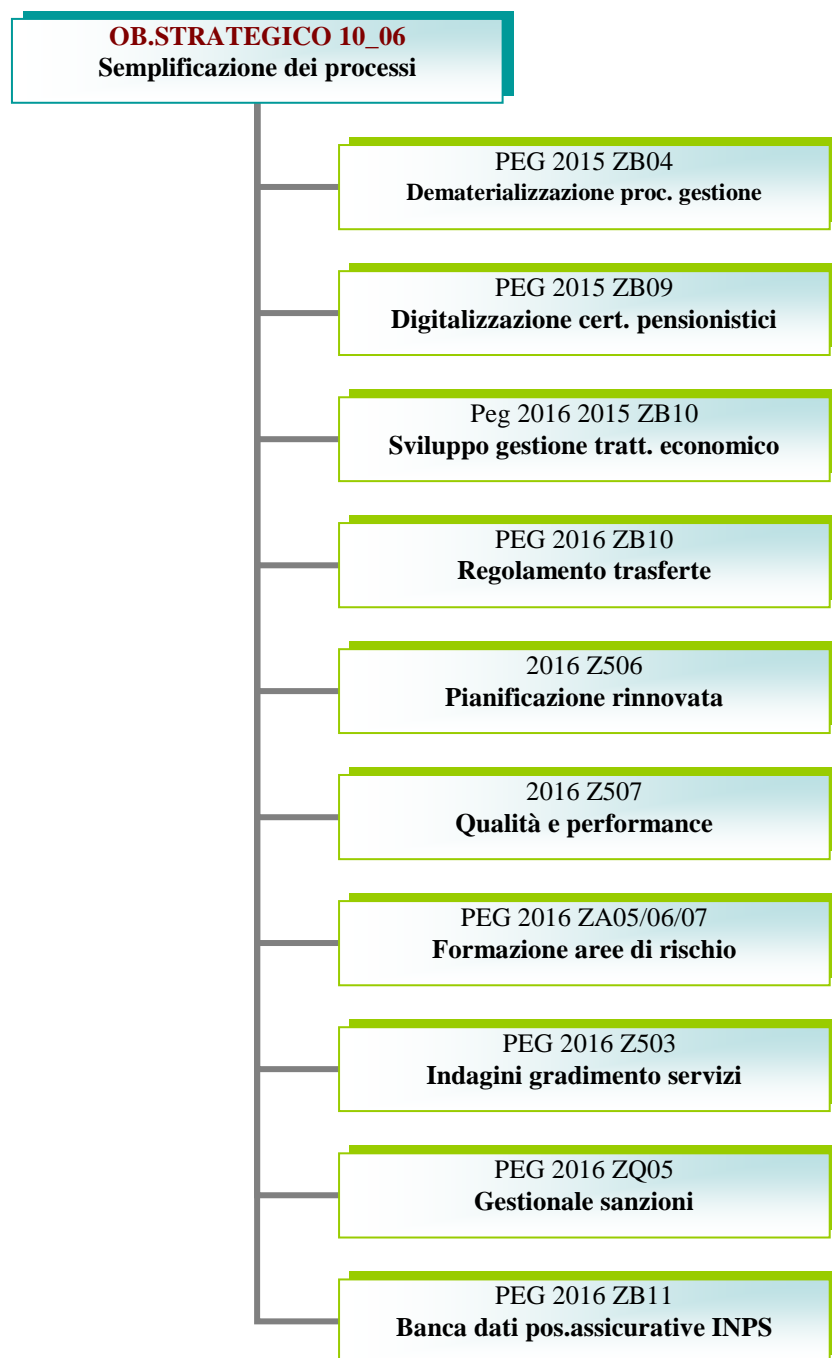 OB.STRATEGICO 10_06
Semplificazione dei processi
PEG 2015 ZB04
Dematerializzazione proc. gestione
PEG 2015 ZB09
Digitalizzazione cert. pensionistici
Peg 2016 2015 ZB10
Sviluppo gestione tratt. economico
PEG 2016 ZB10
Regolamento trasferte
2016 Z506
Pianificazione rinnovata
2016 Z507
Qualità e performance
PEG 2016 ZA05/06/07
Formazione aree di rischio
PEG 2016 Z503
Indagini gradimento servizi
PEG 2016 ZQ05
Gestionale sanzioni
PEG 2016 ZB11
Banca dati pos.assicurative INPS